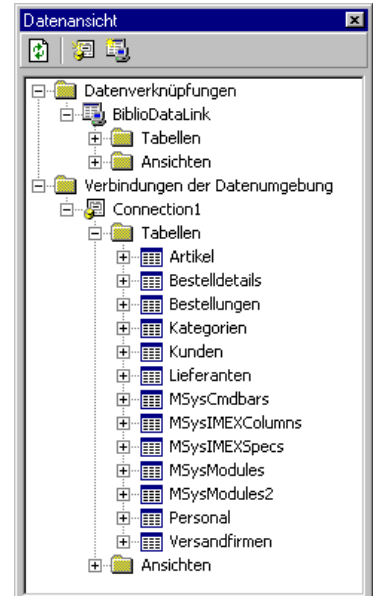 Datenansicht
Datenverknüpfungen
BiblioDataLink
Tabellen
Ansichten
Verbindungen der Datenumgebung
Connection1
Tabellen
Artikel
Bestelldetails
Bestellungen
Kategorien
Kunden
Lieferanten
MSysCmdbars
MSysIMEXColumns
MSysIMEXSpecs
MSysModules
MSysModules2
Personal
Versandfirmen
Ansichten